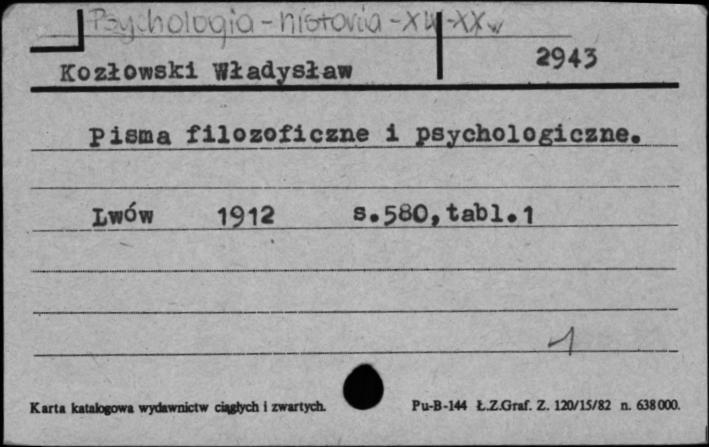 Psychologia - historia - XIX - XX w
2943
Kozłowski Władysław
Pisma filozoficzne i psychologiczne.
Lwów 1912 s.580,tabl.1
1
Karta katalogowa wydawnictw ciągłych i zwartych. Pu-B-144 Ł.Z.Graf. Z. 120/15/82 n. 638000.